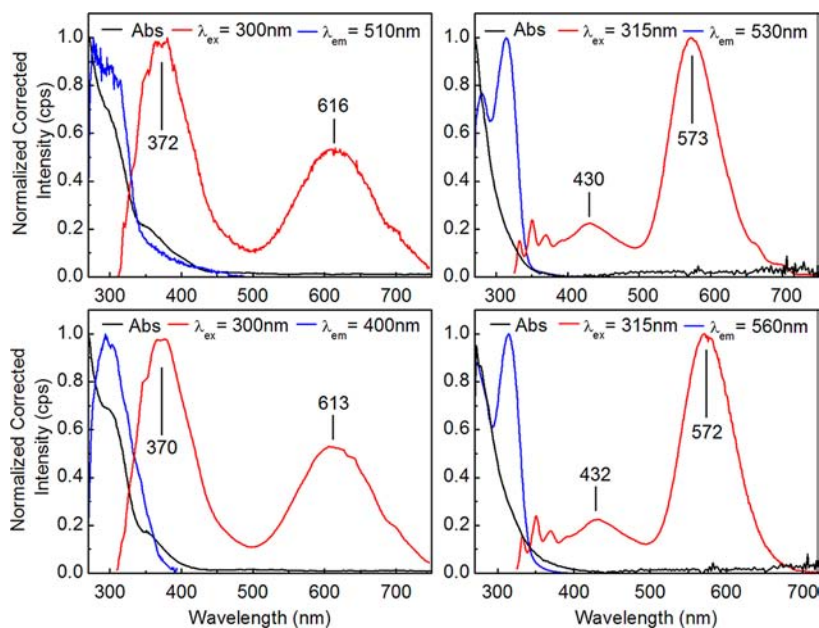 Abs λex = 300nm λem = 510nm
Abs λex = 315nm λem = 530nm
Normalized Corrected
Intensity (cps)
1.0
0.8
0.6
0.4
0.2
0.0
372
616
300 400 500 600 700
1.0
0.8
0.6
0.4
0.2
0.0
430
573
300 400 500 600 700
Abs λex = 300nm λem = 400nm
Abs λex = 315nm λem = 560nm
Normalized Corrected
Intensity (cps)
1.0
0.8
0.6
0.4
0.2
0.0
370
613
300 400 500 600 700
Wavelength (nm)
1.0
0.8
0.6
0.4
0.2
0.0
432
572
300 400 500 600 700
Wavelength (nm)